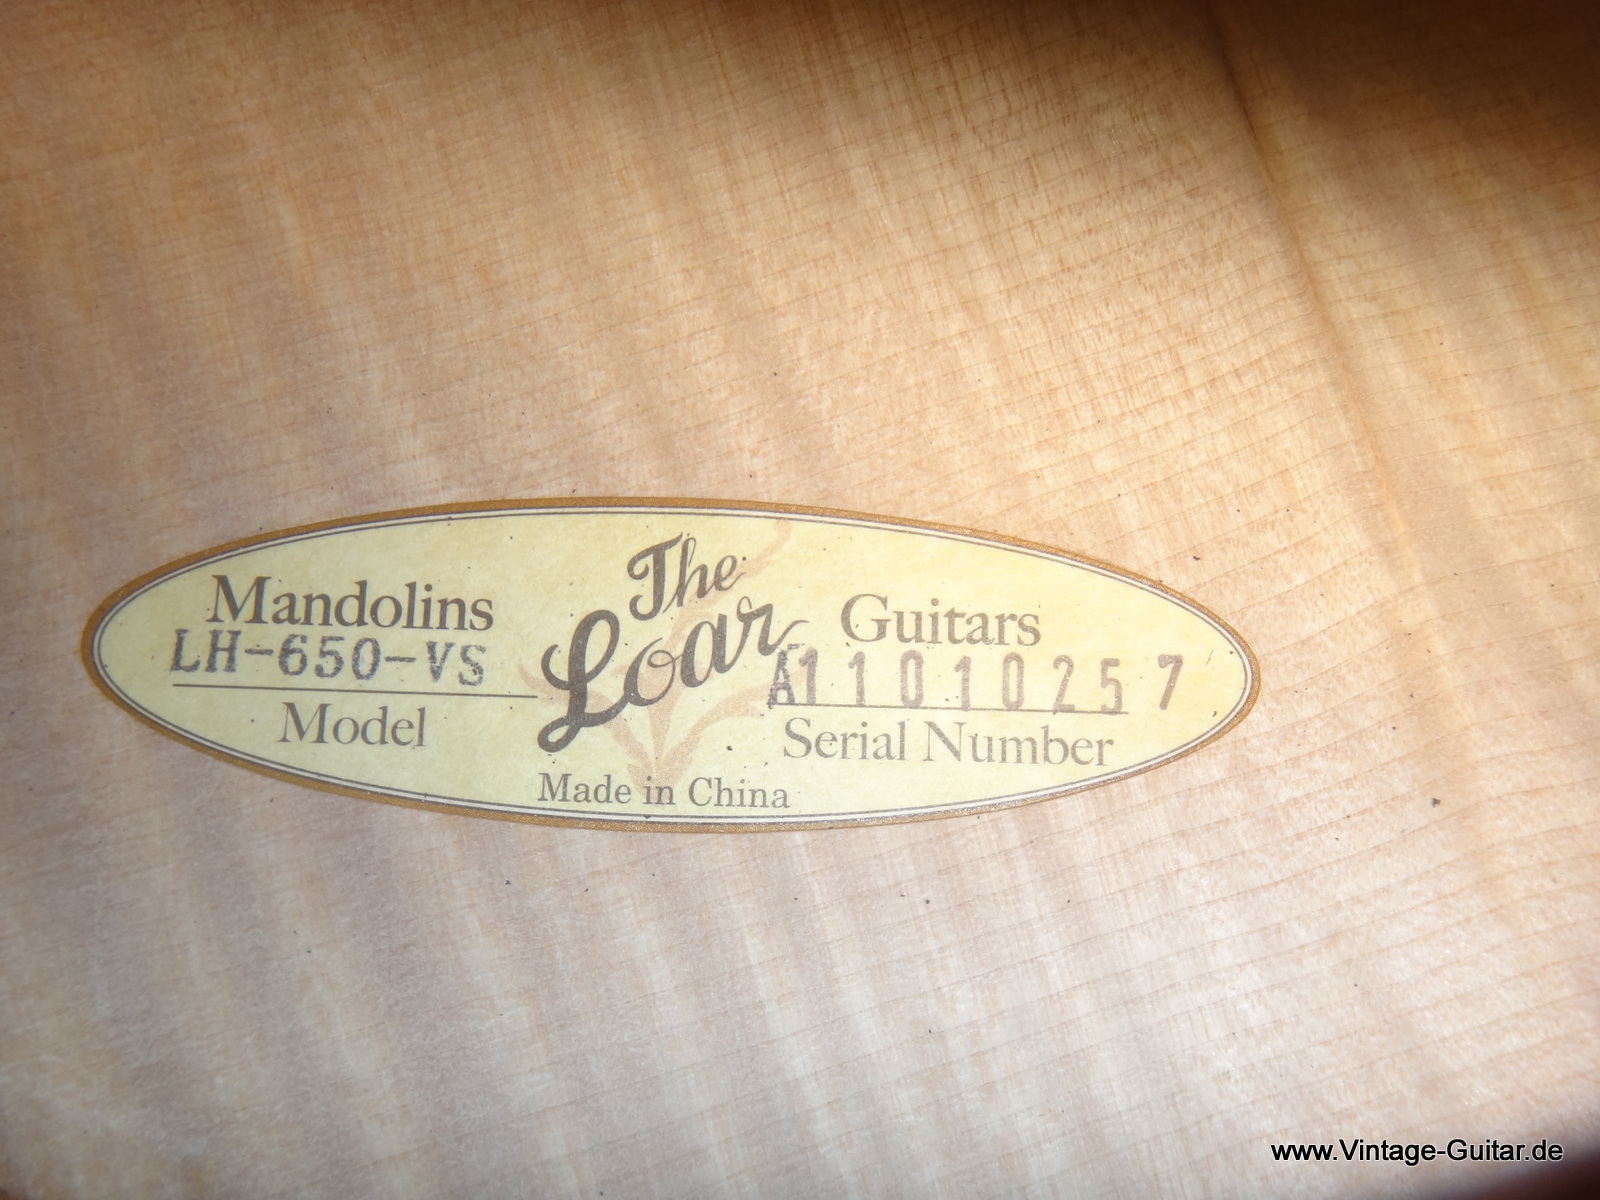 The
Loar
Mandolins
LH-650-VS
Model
Guitars
A11010257
Serial Number
Made in China
www.Vintage-Guitar.de